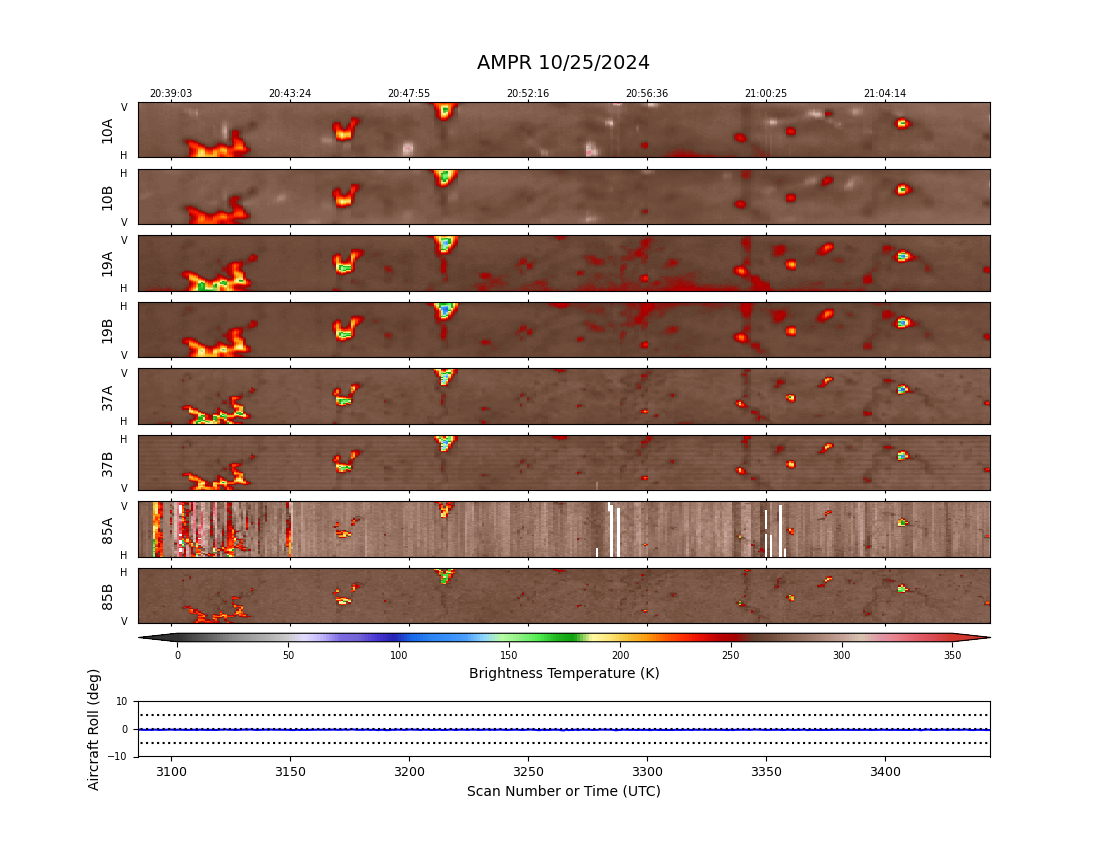 AMPR 10/25/2024
20:39:03 20:43:24 20:47:55 20:52:16 20:56:36 21:00:25 21:04:14
V
10A
H
H
10B
V
V
19A
H
H
19B
V
V
37A
H
H
37B
V
V
85A
H
H
85B
V
0 50 100 150 200 250 300 350
Brightness Temperature (K)
Aircraft Roll (deg)
10
0
−10
3100 3150 3200 3250 3300 3350 3400
Scan Number or Time (UTC)